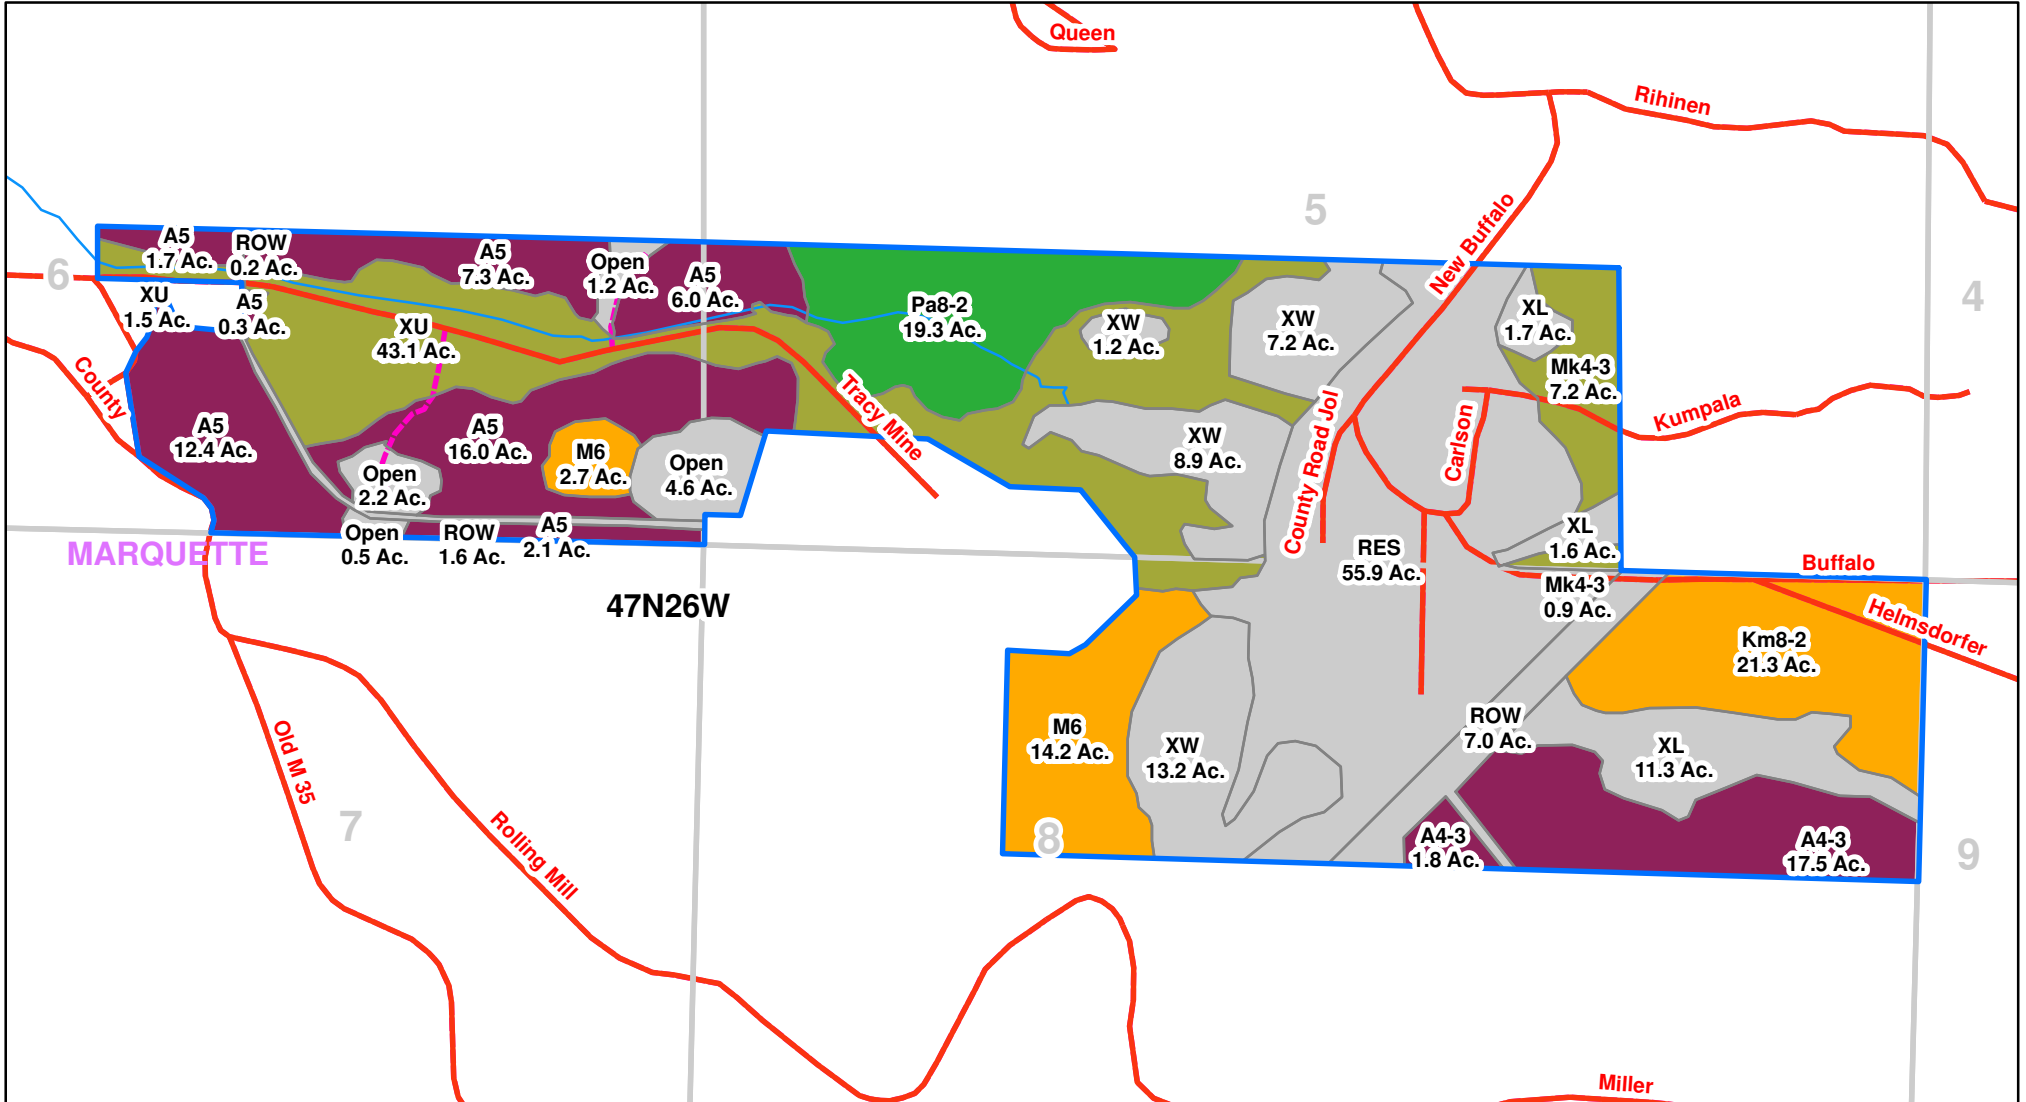 Queen
Rihinen
5
New Buffalo
6
4
A5
1.7 Ac.
ROW
0.2 Ac.
A5
7.3 Ac.
Open
1.2 Ac.
A5
6.0 Ac.
XU
1.5 Ac.
A5
0.3 Ac.
XU
43.1 Ac.
Pa8-2
19.3 Ac.
XW
1.2 Ac.
XW
7.2 Ac.
XL
1.7 Ac.
Mk4-3
7.2 Ac.
County
Tracy Mine
County Road Jol
Carlson
Kumpala
A5
12.4 Ac.
A5
16.0 Ac.
M6
2.7 Ac.
Open
4.6 Ac.
Open
2.2 Ac.
XW
8.9 Ac.
Open
0.5 Ac.
ROW
1.6 Ac.
A5
2.1 Ac.
MARQUETTE
RES
55.9 Ac.
XL
1.6 Ac.
Mk4-3
0.9 Ac.
Buffalo
Helmsdorfer
47N26W
Km8-2
21.3 Ac.
Old M 35
M6
14.2 Ac.
XW
13.2 Ac.
ROW
7.0 Ac.
XL
11.3 Ac.
7
Rolling Mill
8
A4-3
1.8 Ac.
A4-3
17.5 Ac.
9
Miller